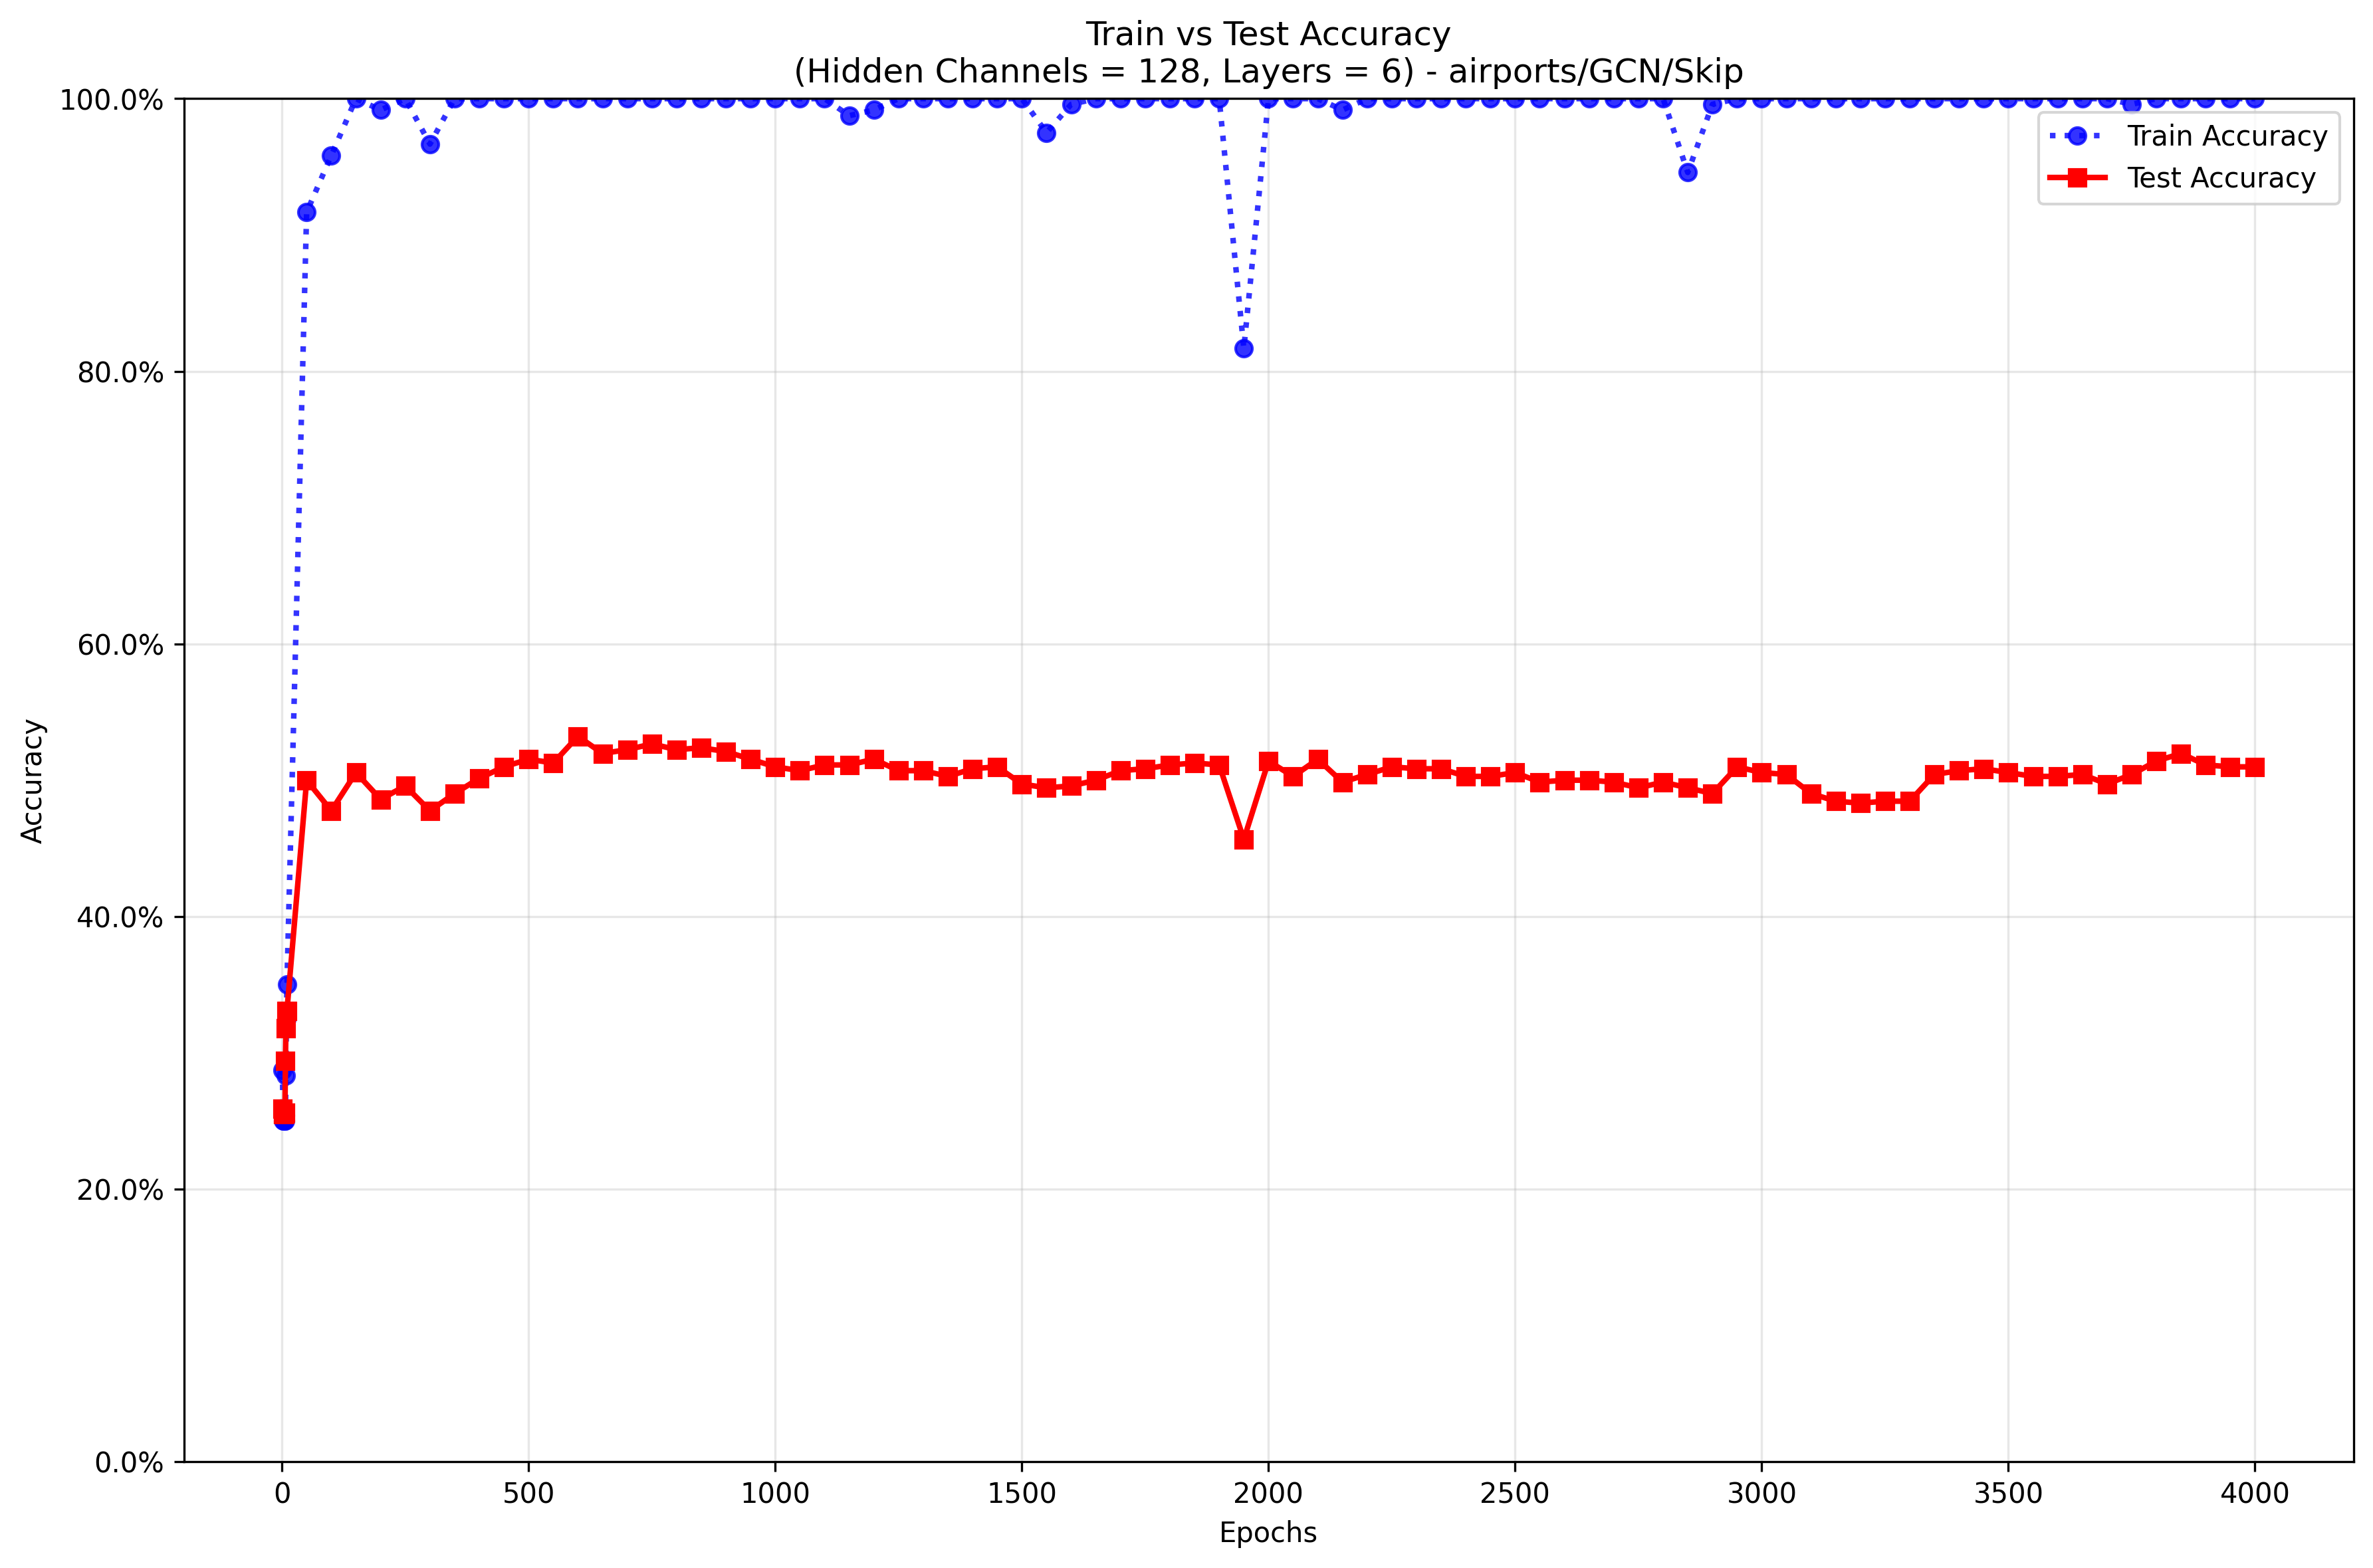 Train vs Test Accuracy
(Hidden Channels = 128, Layers = 6) - airports/GCN/Skip
100.0%
80.0%
60.0%
40.0%
20.0%
0.0%
Accuracy
Train Accuracy
Test Accuracy
0 500 1000 1500 2000 2500 3000 3500 4000
Epochs